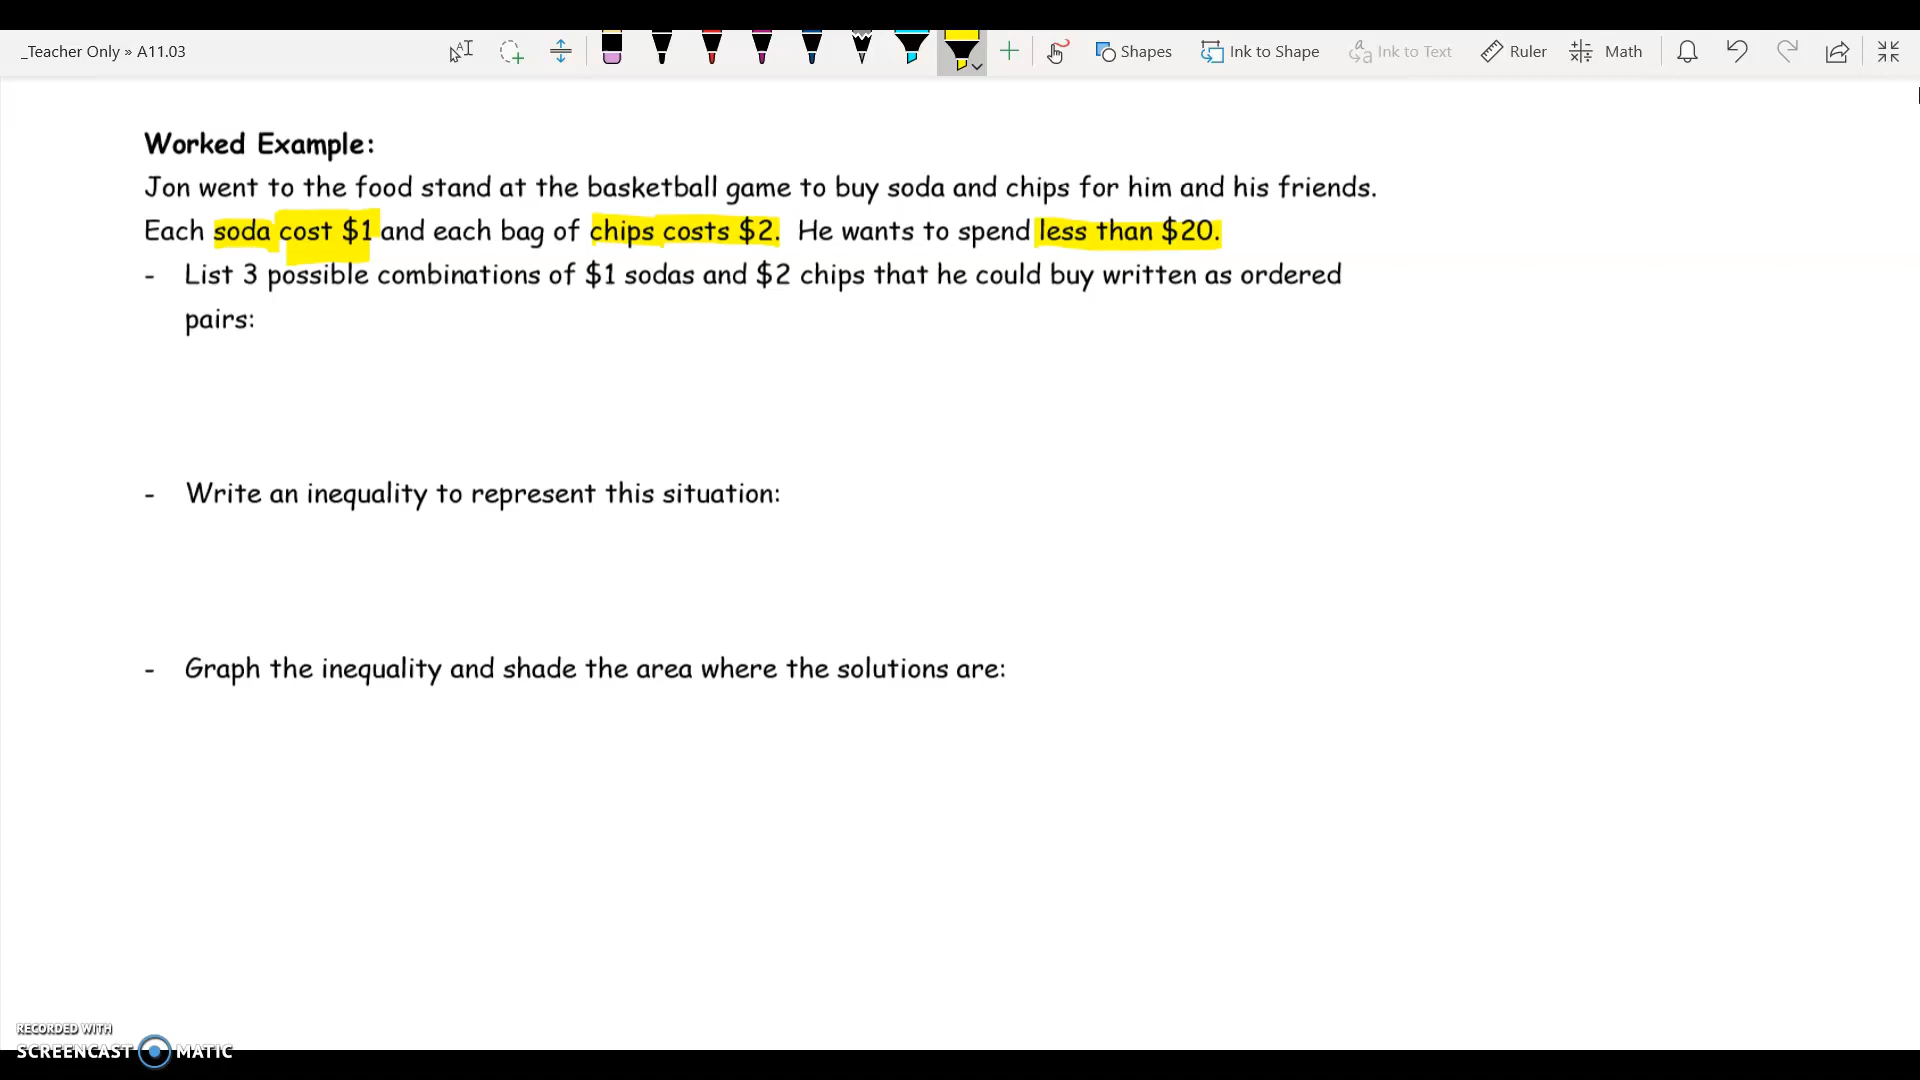 _Teacher Only » A11.03
Shapes
Ink to Shape
Ink to Text
Ruler
Math
Worked Example:
Jon went to the food stand at the basketball game to buy soda and chips for him and his friends.
Each soda cost $1 and each bag of chips costs $2. He wants to spend less than $20.
- List 3 possible combinations of $1 sodas and $2 chips that he could buy written as ordered
pairs:
- Write an inequality to represent this situation:
- Graph the inequality and shade the area where the solutions are:
RECORDED WITH
SCREENCAST MATIC